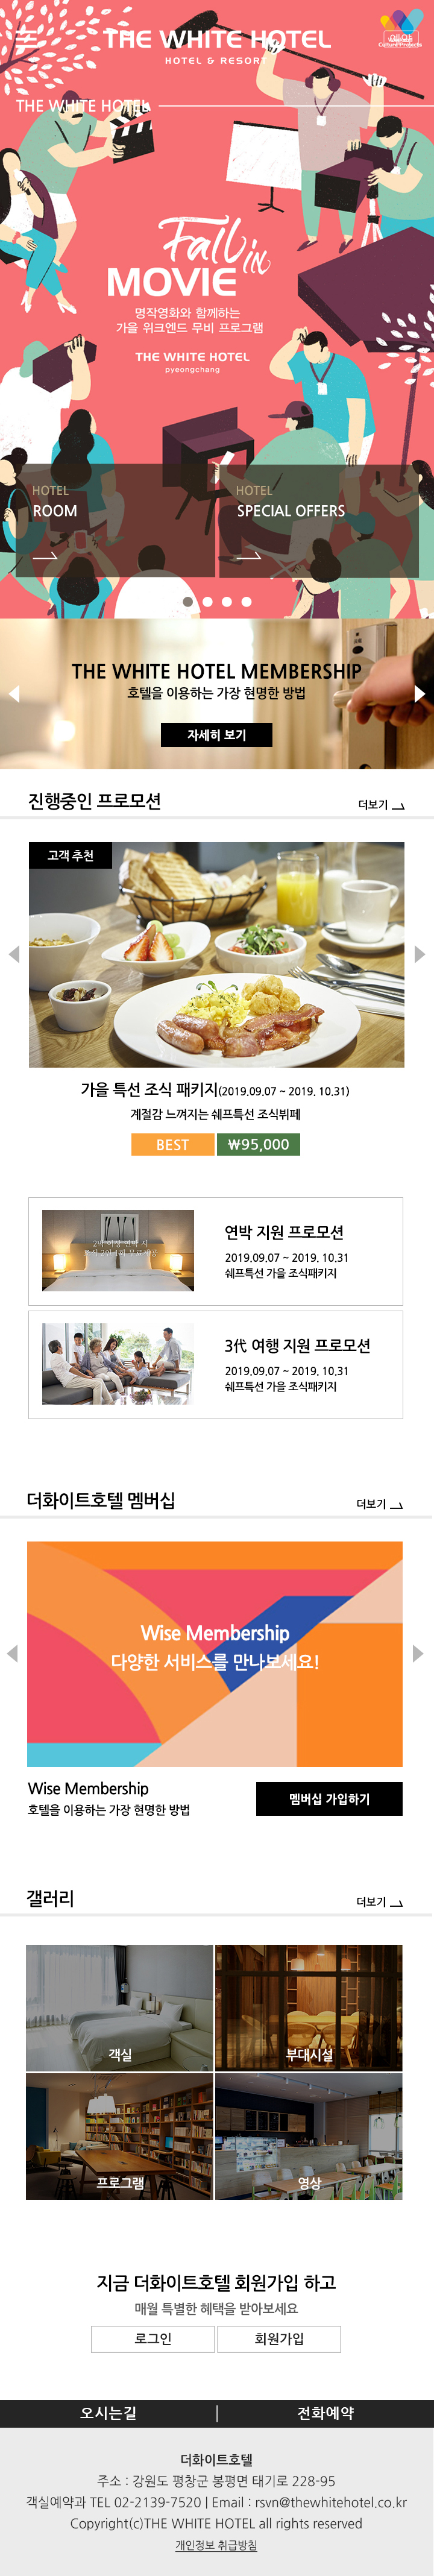 THE WHITE HOTEL
HOTEL & RESORT
예약
Culture Projects
THE WHITE HOTEL
Fall in
MOVIE
명작영화와 함께하는
가을 위크엔드 무비 프로그램
THE WHITE HOTEL
pyeongchang
HOTEL
ROOM
HOTEL
SPECIAL OFFERS
THE WHITE HOTEL MEMBERSHIP
호텔을 이용하는 가장 현명한 방법
자세히 보기
진행중인 프로모션
더보기
고객 추천
가을 특선 조식 패키지(2019.09.07 ~ 2019. 10.31)
계절감 느껴지는 쉐프특선 조식뷔페
BEST
₩95,000
2박 이상 연박 시
연박 지원 프로모션
2019.09.07 ~ 2019. 10.31
쉐프특선 가을 조식패키지
3代 여행 지원 프로모션
2019.09.07 ~ 2019. 10.31
쉐프특선 가을 조식패키지
더화이트호텔 멤버십
더보기
Wise Membership
다양한 서비스를 만나보세요!
Wise Membership
호텔을 이용하는 가장 현명한 방법
멤버십 가입하기
갤러리
더보기
객실
부대시설
프로그램
영상
지금 더화이트호텔 회원가입 하고
매월 특별한 혜택을 받아보세요
로그인
회원가입
오시는길
전화예약
더화이트호텔
주소 : 강원도 평창군 봉평면 태기로 228-95
객실예약과 TEL 02-2139-7520 | Email : rsvn@thewhitehotel.co.kr
Copyright(c)THE WHITE HOTEL all rights reserved
개인정보 취급방침